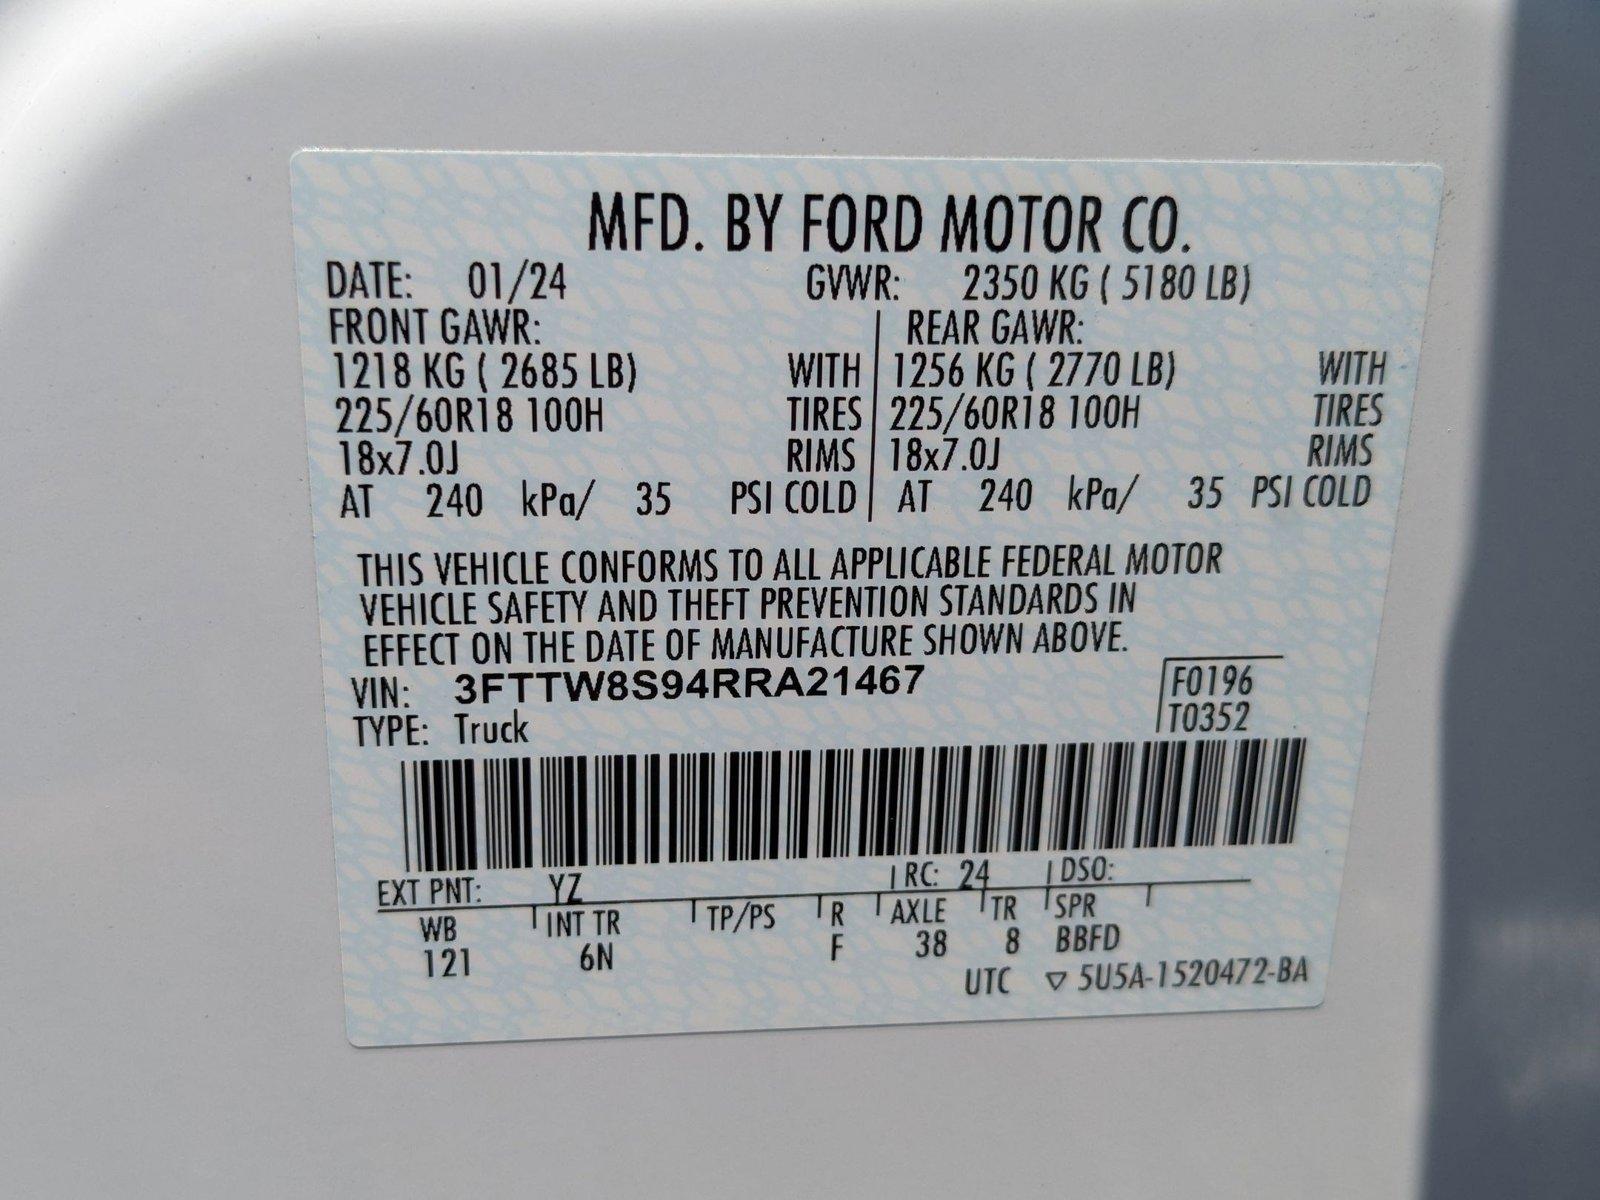 MFD. BY FORD MOTOR CO.
DATE: 01/24 GVWR: 2350 KG ( 5180 LB)
FRONT GAWR: REAR GAWR:
1218 KG ( 2685 LB) WITH 1256 KG ( 2770 LB) WITH
225/60R18 100H TIRES 225/60R18 100H TIRES
18x7.0J RIMS 18x7.0J RIMS
AT 240 kPa/ 35 PSI COLD AT 240 kPa/ 35 PSI COLD
THIS VEHICLE CONFORMS TO ALL APPLICABLE FEDERAL MOTOR
VEHICLE SAFETY AND THEFT PREVENTION STANDARDS IN
EFFECT ON THE DATE OF MANUFACTURE SHOWN ABOVE.
VIN: 3FTTW8S94RRA21467 F0196
TYPE: Truck T0352
EXT PNT: YZ RC: 24 DSO:
WB INT TR TP/PS R AXLE TR SPR
121 6N F 38 8 BBFD
UTC ▽ 5U5A-1520472-BA